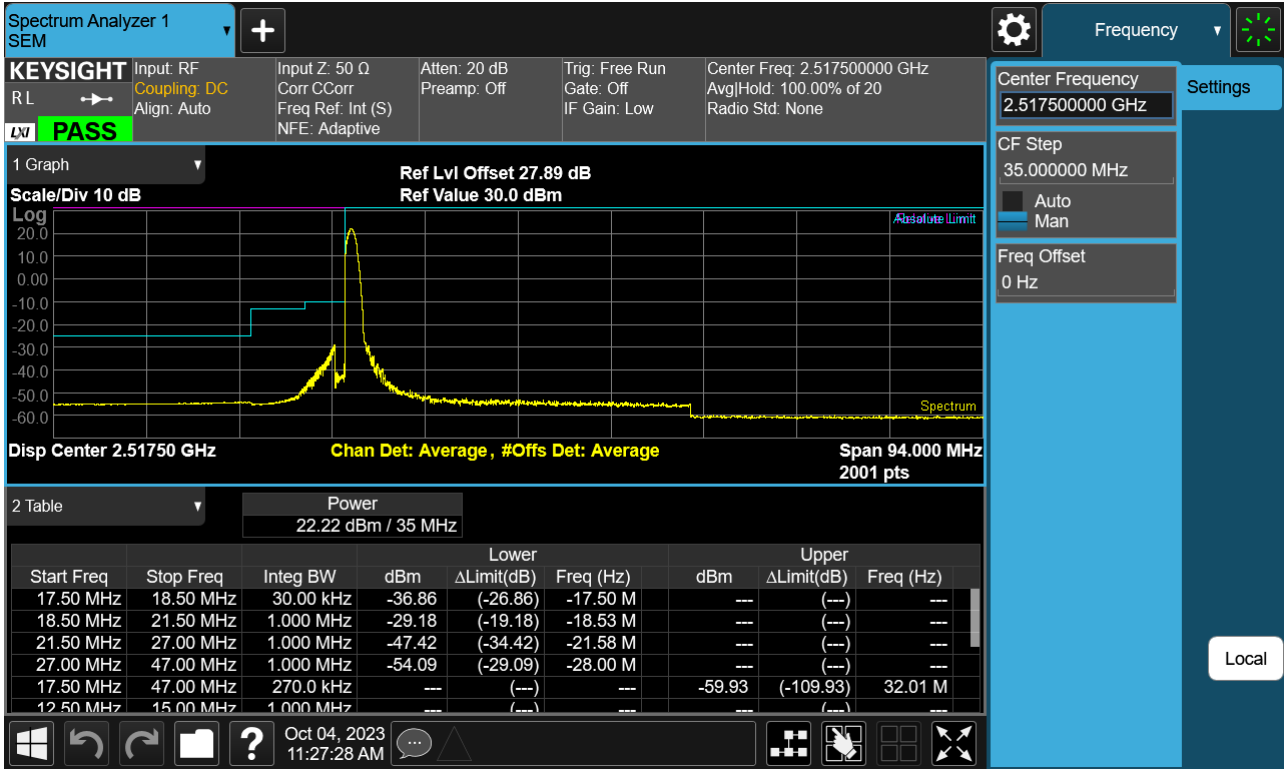 Spectrum Analyzer 1
SEM
Frequency
KEYSIGHT
R L
LXI
PASS
Input: RF
Coupling: DC
Align: Auto
Input Z: 50 Ω
Corr CCorr
Freq Ref: Int (S)
NFE: Adaptive
Atten: 20 dB
Preamp: Off
Trig: Free Run
Gate: Off
IF Gain: Low
Center Freq: 2.517500000 GHz
Avg|Hold: 100.00% of 20
Radio Std: None
Center Frequency
2.517500000 GHz
Settings
CF Step
35.000000 MHz
Auto
Man
Freq Offset
0 Hz
Local
1 Graph
Scale/Div 10 dB
Ref Lvl Offset 27.89 dB
Ref Value 30.0 dBm
Log
Absolute Limit
20.0
10.0
0.00
-10.0
-20.0
-30.0
-40.0
-50.0
-60.0
Spectrum
Disp Center 2.51750 GHz
Chan Det: Average , #Offs Det: Average
Span 94.000 MHz
2001 pts
2 Table
Power
22.22 dBm / 35 MHz
Lower Upper
Start Freq Stop Freq Integ BW dBm ΔLimit(dB) Freq (Hz) dBm ΔLimit(dB) Freq (Hz)
17.50 MHz 18.50 MHz 30.00 kHz -36.86 (-26.86) -17.50 M --- (---) ---
18.50 MHz 21.50 MHz 1.000 MHz -29.18 (-19.18) -18.53 M --- (---) ---
21.50 MHz 27.00 MHz 1.000 MHz -47.42 (-34.42) -21.58 M --- (---) ---
27.00 MHz 47.00 MHz 1.000 MHz -54.09 (-29.09) -28.00 M --- (---) ---
17.50 MHz 47.00 MHz 270.0 kHz --- (---) --- -59.93 (-109.93) 32.01 M
12.50 MHz 15.00 MHz 1.000 MHz --- (---) --- --- (---) ---
?
Oct 04, 2023
11:27:28 AM